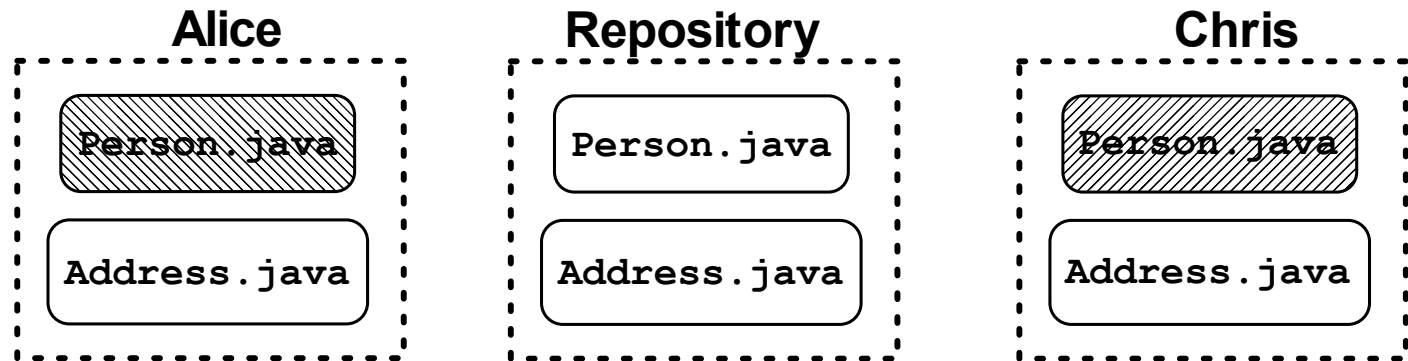 Alice
Person.java
Address.java
Repository
Person.java
Address.java
Chris
Person.java
Address.java